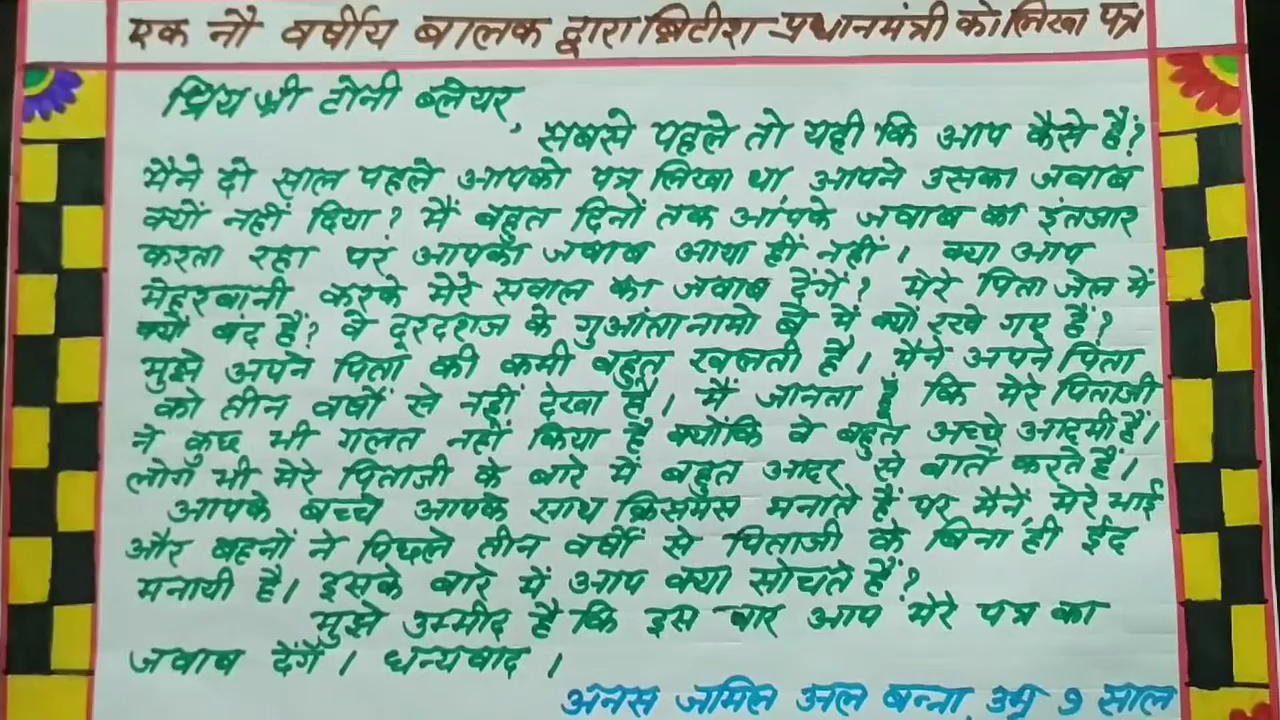 एक नौ वर्षीय बालक द्वारा ब्रिटीश प्रधानमंत्री को लिखा पत्र
प्रिय श्री टोनी ब्लेयर,
सबसे पहले तो यही कि आप कैसे हैं?
मैने दो साल पहले आपको पत्र लिखा था आपने उसका जवाब
क्यों नहीं दिया? मैं बहुत दिनों तक आपके जवाब का इंतजार
करता रहा पर आपका जवाब आया हीं नहीं। क्या आप
मेहरबानी करके मेरे सवाल का जवाब देंगें? मेरे पिता जेल में
क्यों बंद हैं? वे दूरदराज के गुआंतानामो बे में क्यों रखे गए हैं?
मुझे अपने पिता की कमी बहुत खलती है। मैने अपने पिता
को तीन वर्षों से नहीं देखा है। मैं जानता हूं कि मेरे पिताजी
ने कुछ भी गलत नहीं किया है क्योंकि वे बहुत अच्छे आदमी हैं।
लोग भी मेरे पिताजी के बारे में बहुत आदर से बातें करते हैं।
आपके बच्चे आपके साथ क्रिसमस मनाते हैं पर मैनें, मेरे भाई
और बहनों ने पिछले तीन वर्षों से पिताजी के बिना ही ईद
मनायी है। इसके बारे में आप क्या सोचते हैं?
मुझे उम्मीद है कि इस बार आप मेरे पत्र का
जवाब देंगें। धन्यवाद।
अनस जमिल अल बन्ना, उम्र 9 साल